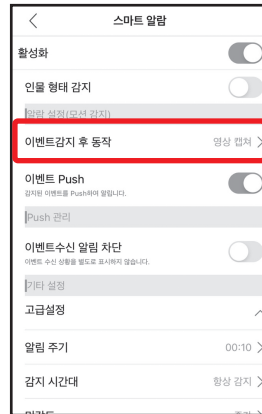 스마트 알람
활성화
인물 형태 감지
알람 설정(모션 감지)
이벤트감지 후 동작 영상 캡쳐
이벤트 Push
감지된 이벤트를 Push하여 알립니다.
Push 관리
이벤트수신 알림 차단
이벤트 수신 상황을 별도로 표시하지 않습니다.
기타 설정
고급설정
알림 주기 00:10
감지 시간대 항상 감지